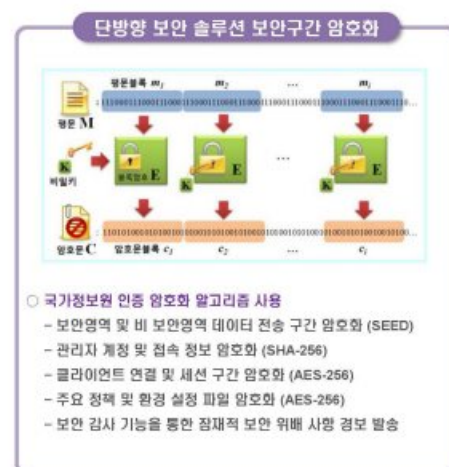 단방향 보안 솔루션 보안구간 암호화
평문블록 m1 m2 ... mi
평문 M
비밀키
K
블록암호 E
K E ... K E
암호문 C 암호문블록 c1 c2 ... ci
○ 국가정보원 인증 암호화 알고리즘 사용
– 보안영역 및 비 보안영역 데이터 전송 구간 암호화 (SEED)
– 관리자 계정 및 접속 정보 암호화 (SHA-256)
– 클라이언트 연결 및 세션 구간 암호화 (AES-256)
– 주요 정책 및 환경 설정 파일 암호화 (AES-256)
– 보안 감사 기능을 통한 잠재적 보안 위배 사항 경보 발송